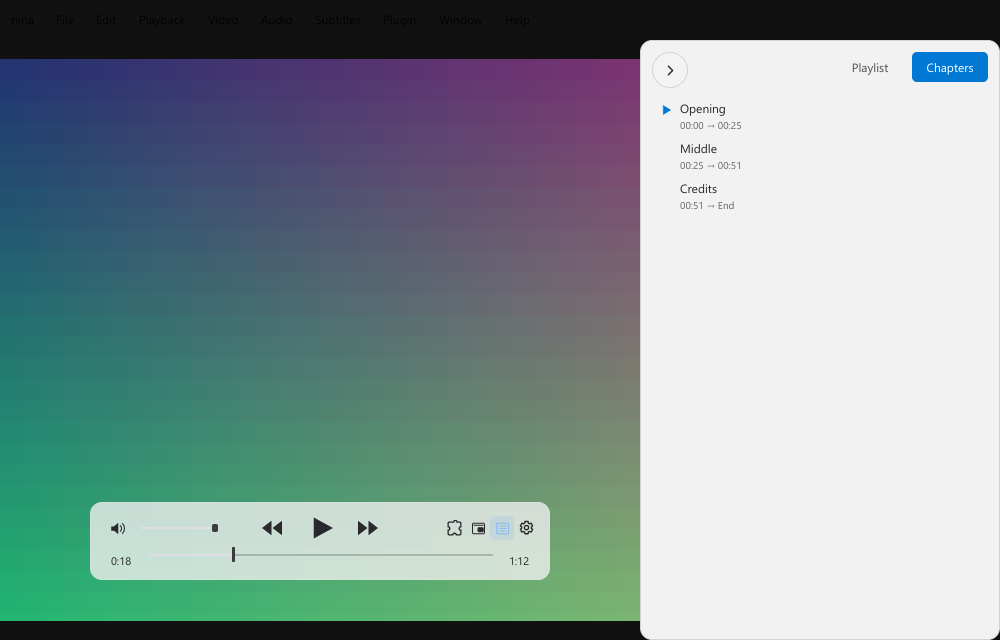 riina File Edit Playback Video Audio Subtitles Plugin Window Help
Playlist Chapters
Opening
00:00 → 00:25
Middle
00:25 → 00:51
Credits
00:51 → End
0:18 1:12